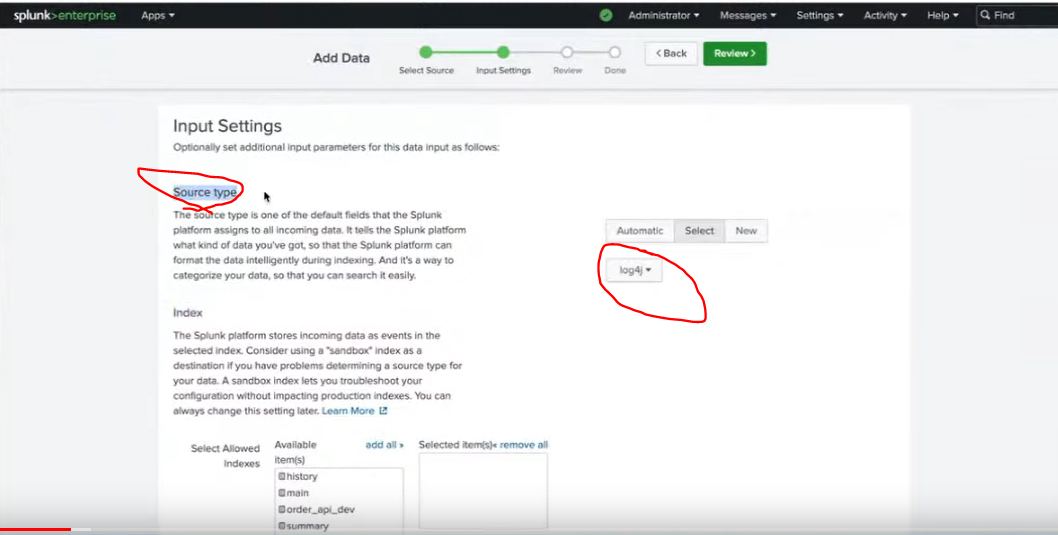 splunk>enterprise Apps Administrator Messages Settings Activity Help Find
Add Data
Select Source Input Settings Review Done
< Back Review >
Input Settings
Optionally set additional input parameters for this data input as follows:
Source type
The source type is one of the default fields that the Splunk
platform assigns to all incoming data. It tells the Splunk platform
what kind of data you've got, so that the Splunk platform can
format the data intelligently during indexing. And it's a way to
categorize your data, so that you can search it easily.
Automatic Select New
log4j
Index
The Splunk platform stores incoming data as events in the
selected index. Consider using a "sandbox" index as a
destination if you have problems determining a source type for
your data. A sandbox index lets you troubleshoot your
configuration without impacting production indexes. You can
always change this setting later. Learn More
Select Allowed
Indexes
Available
item(s)
add all »
Selected item(s)« remove all
history
main
order_api_dev
summary